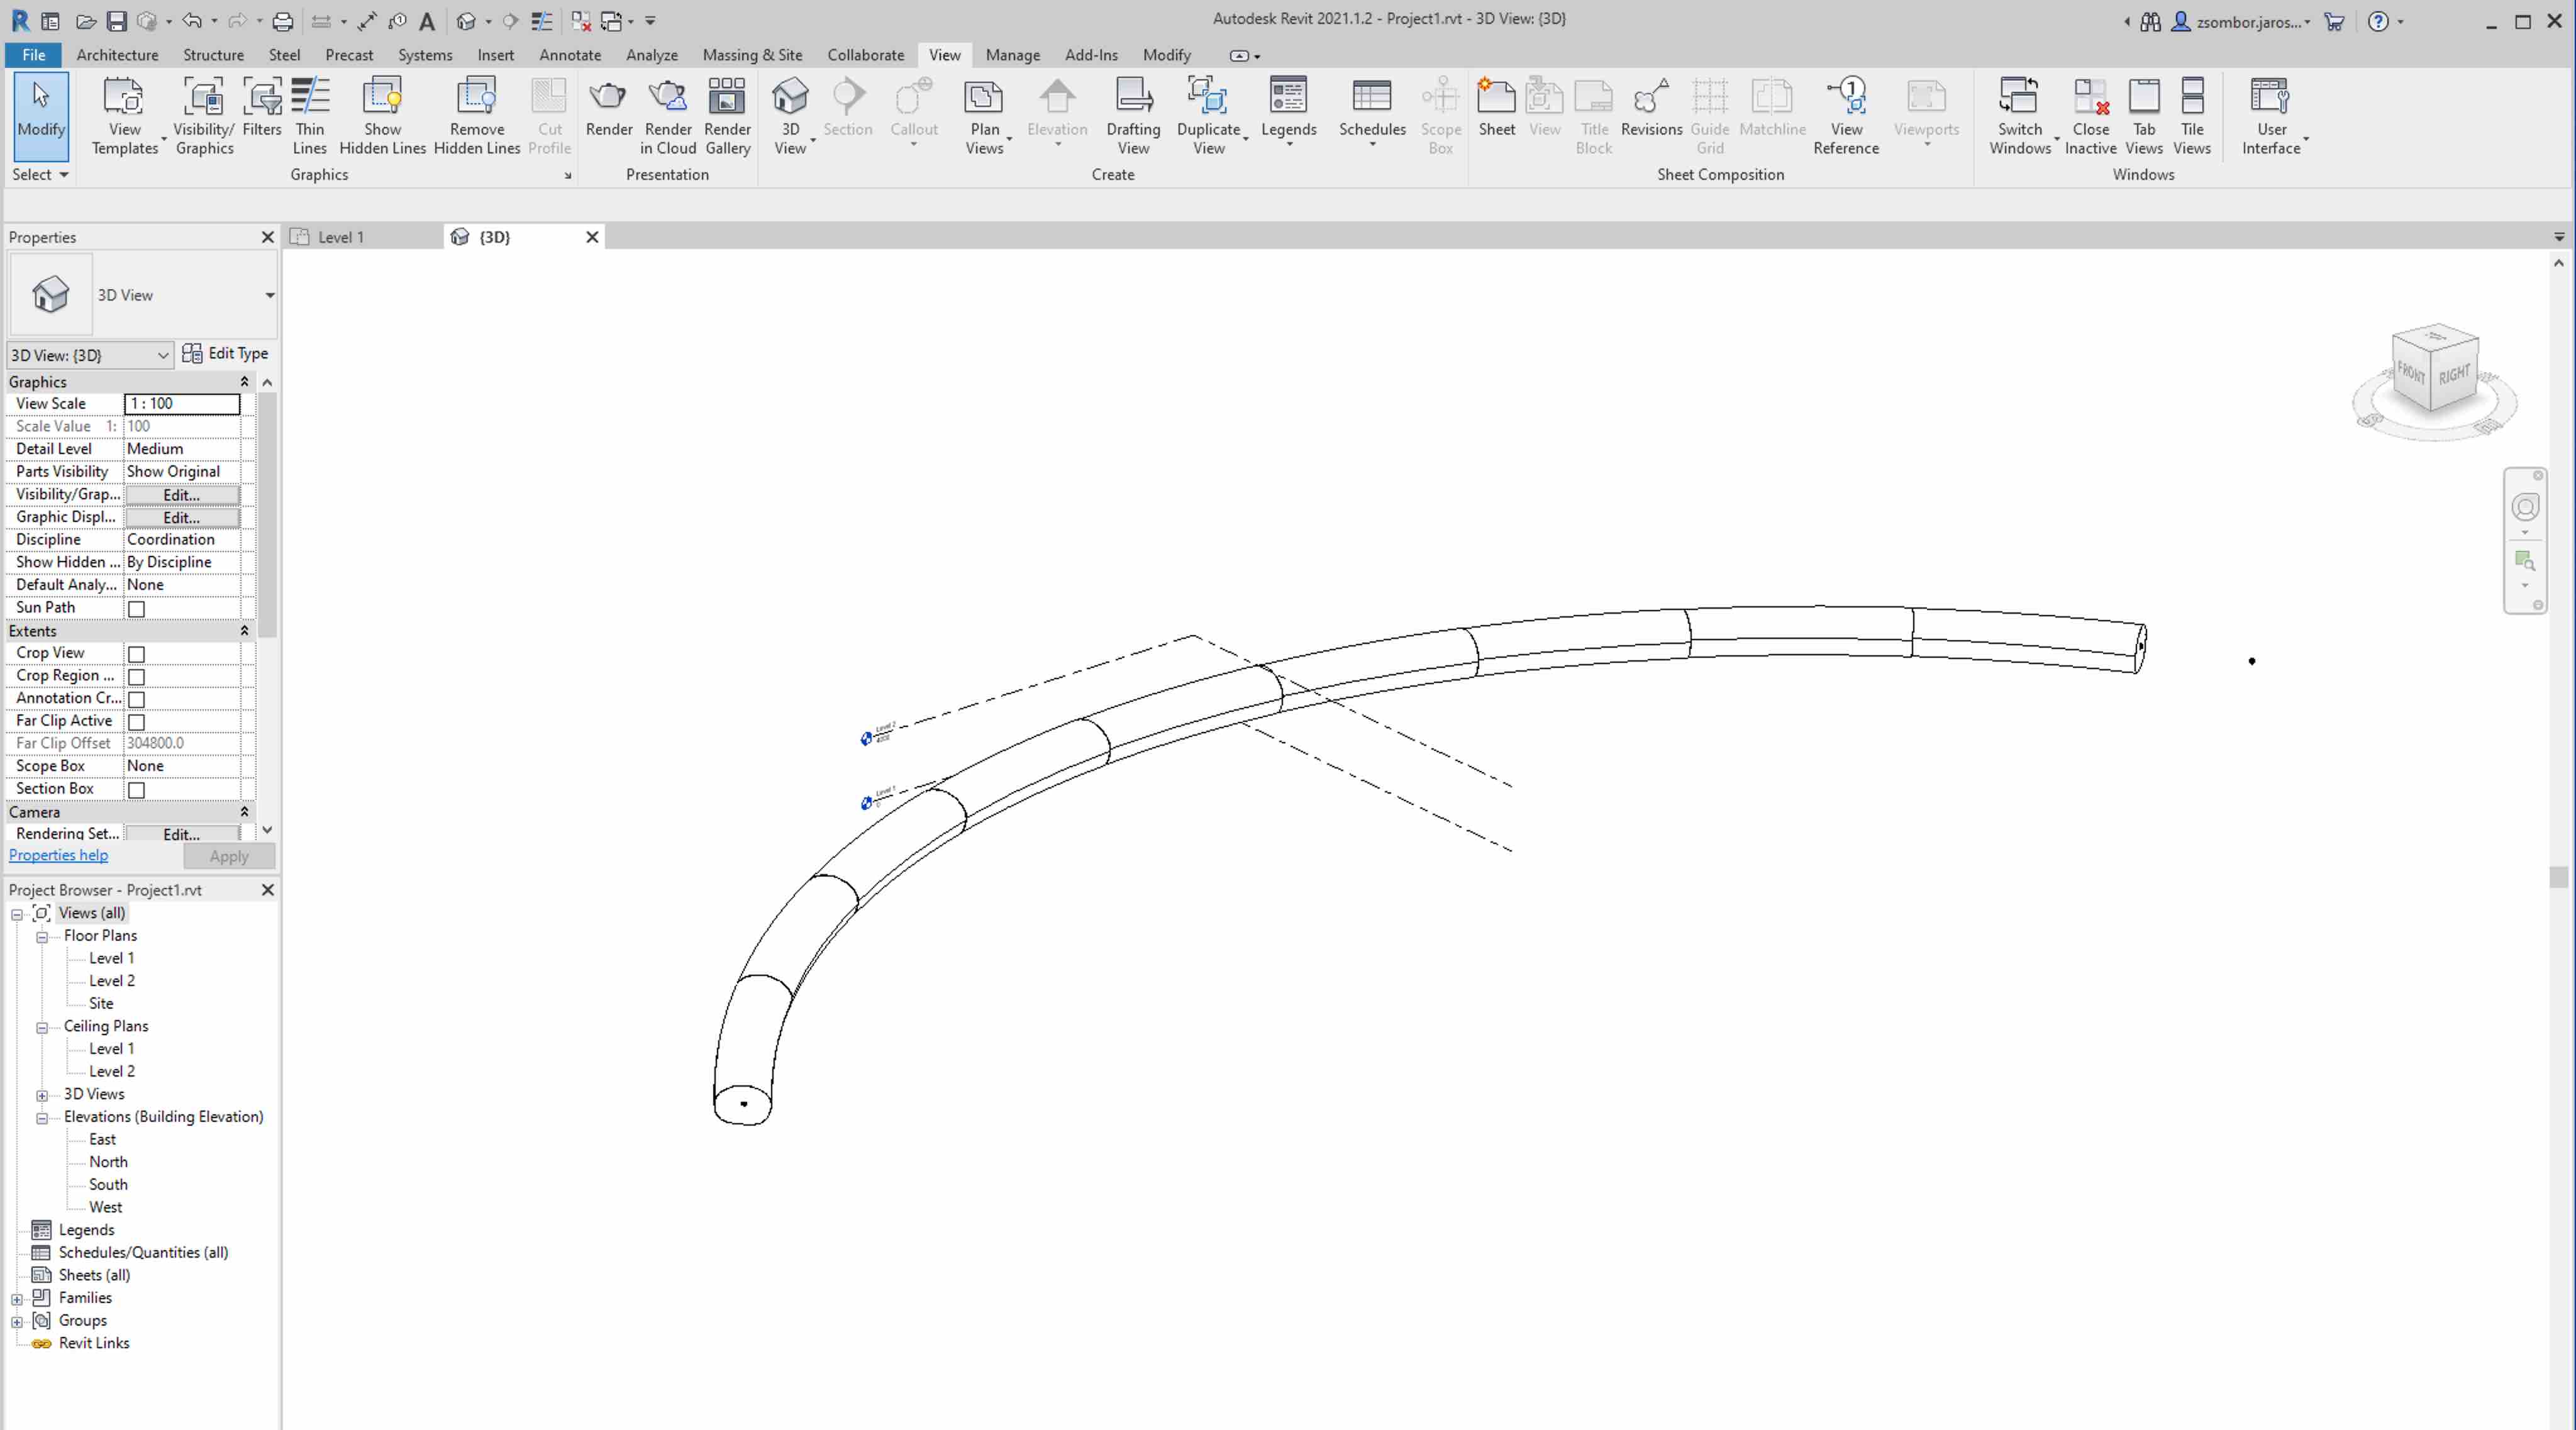 Autodesk Revit 2021.1.2 - Project1.rvt - 3D View: {3D}
zsombor.jaros...
File Architecture Structure Steel Precast Systems Insert Annotate Analyze Massing & Site Collaborate View Manage Add-Ins Modify
Modify
View Templates
Visibility/ Graphics
Filters
Thin Lines
Show Hidden Lines
Remove Hidden Lines
Cut Profile
Render
Render in Cloud
Render Gallery
3D View
Section
Callout
Plan Views
Elevation
Drafting View
Duplicate View
Legends
Schedules
Scope Box
Sheet
View
Title Block
Revisions
Guide Grid
Matchline
View Reference
Viewports
Switch Windows
Close Inactive
Tab Views
Tile Views
User Interface
Select Graphics Presentation Create Sheet Composition Windows
Properties
Level 1
{3D}
3D View
3D View: {3D}
Edit Type
Graphics
View Scale 1 : 100
Scale Value 1: 100
Detail Level Medium
Parts Visibility Show Original
Visibility/Grap... Edit...
Graphic Displ... Edit...
Discipline Coordination
Show Hidden ... By Discipline
Default Analy... None
Sun Path
Extents
Crop View
Crop Region ...
Annotation Cr...
Far Clip Active
Far Clip Offset 304800.0
Scope Box None
Section Box
Camera
Rendering Set... Edit...
Properties help Apply
Project Browser - Project1.rvt
Views (all)
Floor Plans
Level 1
Level 2
Site
Ceiling Plans
Level 1
Level 2
3D Views
Elevations (Building Elevation)
East
North
South
West
Legends
Schedules/Quantities (all)
Sheets (all)
Families
Groups
Revit Links
FRONT
RIGHT
Level 2
4000
Level 1
0